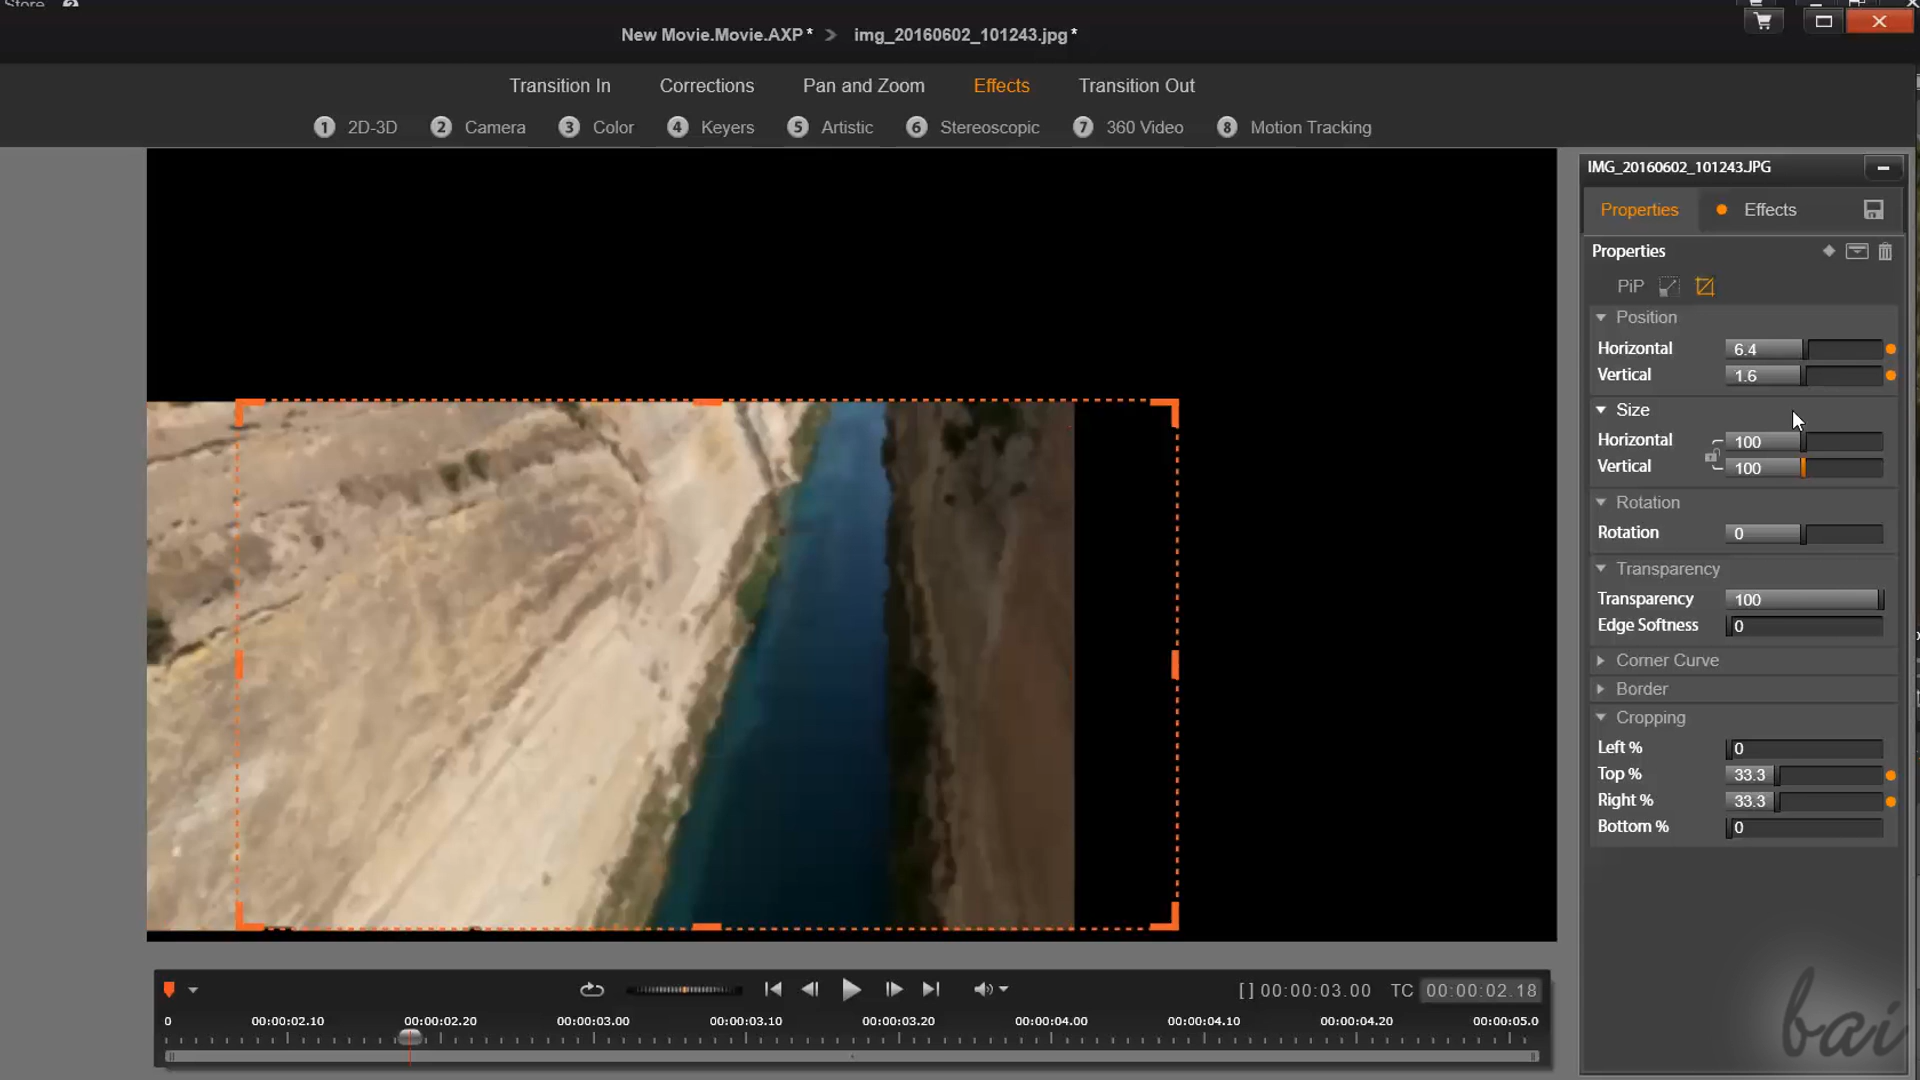 Store
New Movie.Movie.AXP* > img_20160602_101243.jpg*
Transition In Corrections Pan and Zoom Effects Transition Out
1 2D-3D 2 Camera 3 Color 4 Keyers 5 Artistic 6 Stereoscopic 7 360 Video 8 Motion Tracking
IMG_20160602_101243.JPG
Properties Effects
Properties
PiP
Position
Horizontal 6.4
Vertical 1.6
Size
Horizontal 100
Vertical 100
Rotation
Rotation 0
Transparency
Transparency 100
Edge Softness 0
Corner Curve
Border
Cropping
Left % 0
Top % 33.3
Right % 33.3
Bottom % 0
[ ] 00:00:03.00 TC 00:00:02.18
0 00:00:02.10 00:00:02.20 00:00:03.00 00:00:03.10 00:00:03.20 00:00:04.00 00:00:04.10 00:00:04.20 00:00:05.0
bai